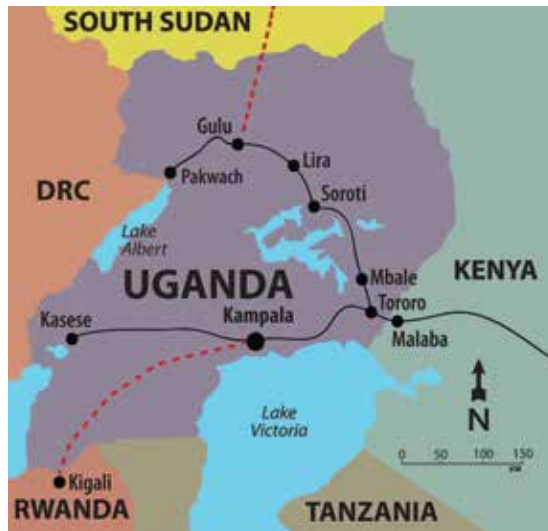 SOUTH SUDAN
Gulu
Lira
Pakwach
Soroti
DRC
Lake
Albert
UGANDA
Mbale
KENYA
Kasese
Kampala
Tororo
Malaba
N
Lake
Victoria
0 50 100 150
KM
Kigali
RWANDA
TANZANIA